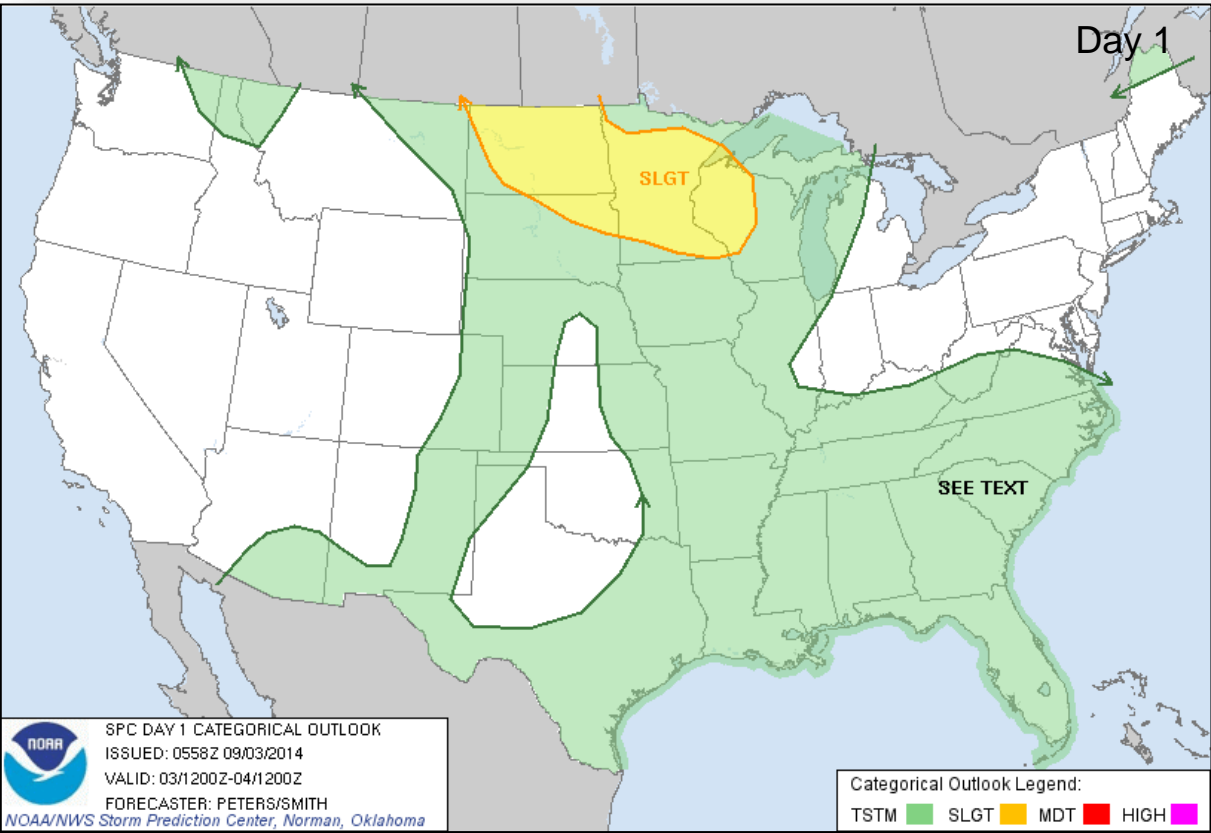 Day 1
SLGT
SEE TEXT
NOAA
SPC DAY 1 CATEGORICAL OUTLOOK
ISSUED: 0558Z 09/03/2014
VALID: 03/1200Z-04/1200Z
FORECASTER: PETERS/SMITH
NOAA/NWS Storm Prediction Center, Norman, Oklahoma
Categorical Outlook Legend:
TSTM SLGT MDT HIGH